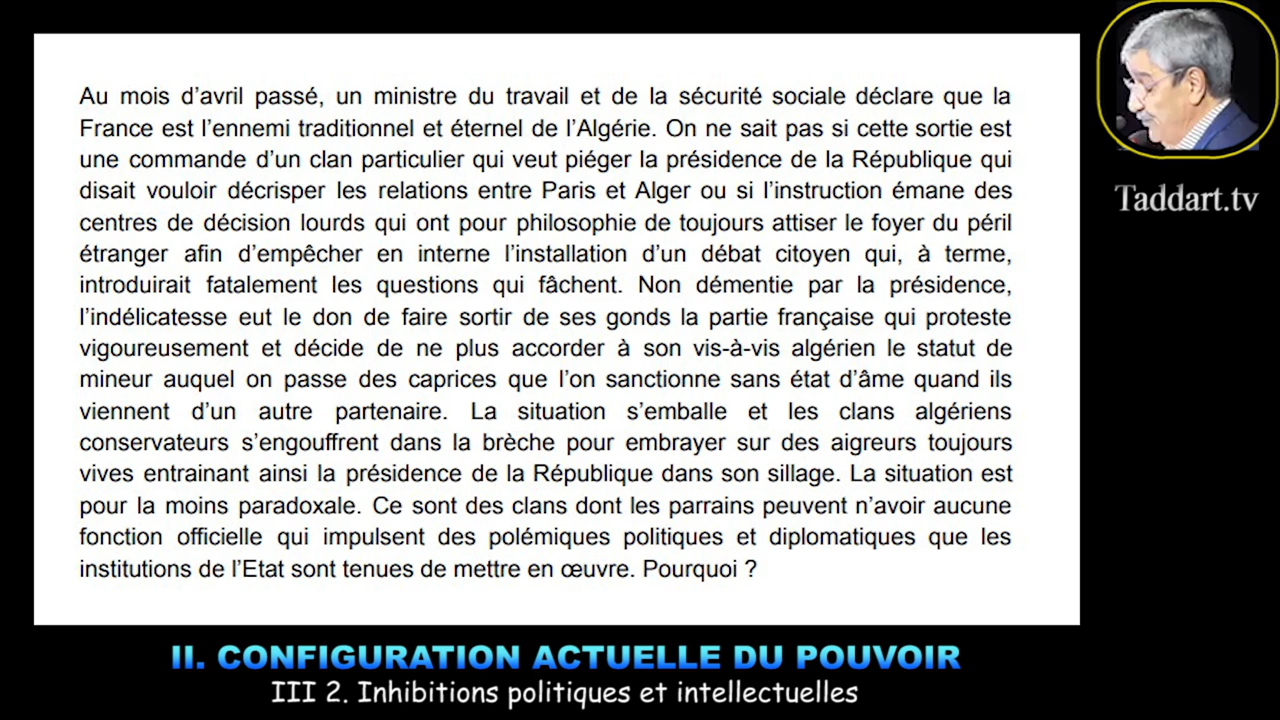 Au mois d’avril passé, un ministre du travail et de la sécurité sociale déclare que la
France est l’ennemi traditionnel et éternel de l’Algérie. On ne sait pas si cette sortie est
une commande d’un clan particulier qui veut piéger la présidence de la République qui
disait vouloir décrisper les relations entre Paris et Alger ou si l’instruction émane des
centres de décision lourds qui ont pour philosophie de toujours attiser le foyer du péril
étranger afin d’empêcher en interne l’installation d’un débat citoyen qui, à terme,
introduirait fatalement les questions qui fâchent. Non démentie par la présidence,
l’indélicatesse eut le don de faire sortir de ses gonds la partie française qui proteste
vigoureusement et décide de ne plus accorder à son vis-à-vis algérien le statut de
mineur auquel on passe des caprices que l’on sanctionne sans état d’âme quand ils
viennent d’un autre partenaire. La situation s’emballe et les clans algériens
conservateurs s’engouffrent dans la brèche pour embrayer sur des aigreurs toujours
vives entrainant ainsi la présidence de la République dans son sillage. La situation est
pour la moins paradoxale. Ce sont des clans dont les parrains peuvent n’avoir aucune
fonction officielle qui impulsent des polémiques politiques et diplomatiques que les
institutions de l’Etat sont tenues de mettre en œuvre. Pourquoi ?
Taddart.tv
II. CONFIGURATION ACTUELLE DU POUVOIR
III 2. Inhibitions politiques et intellectuelles